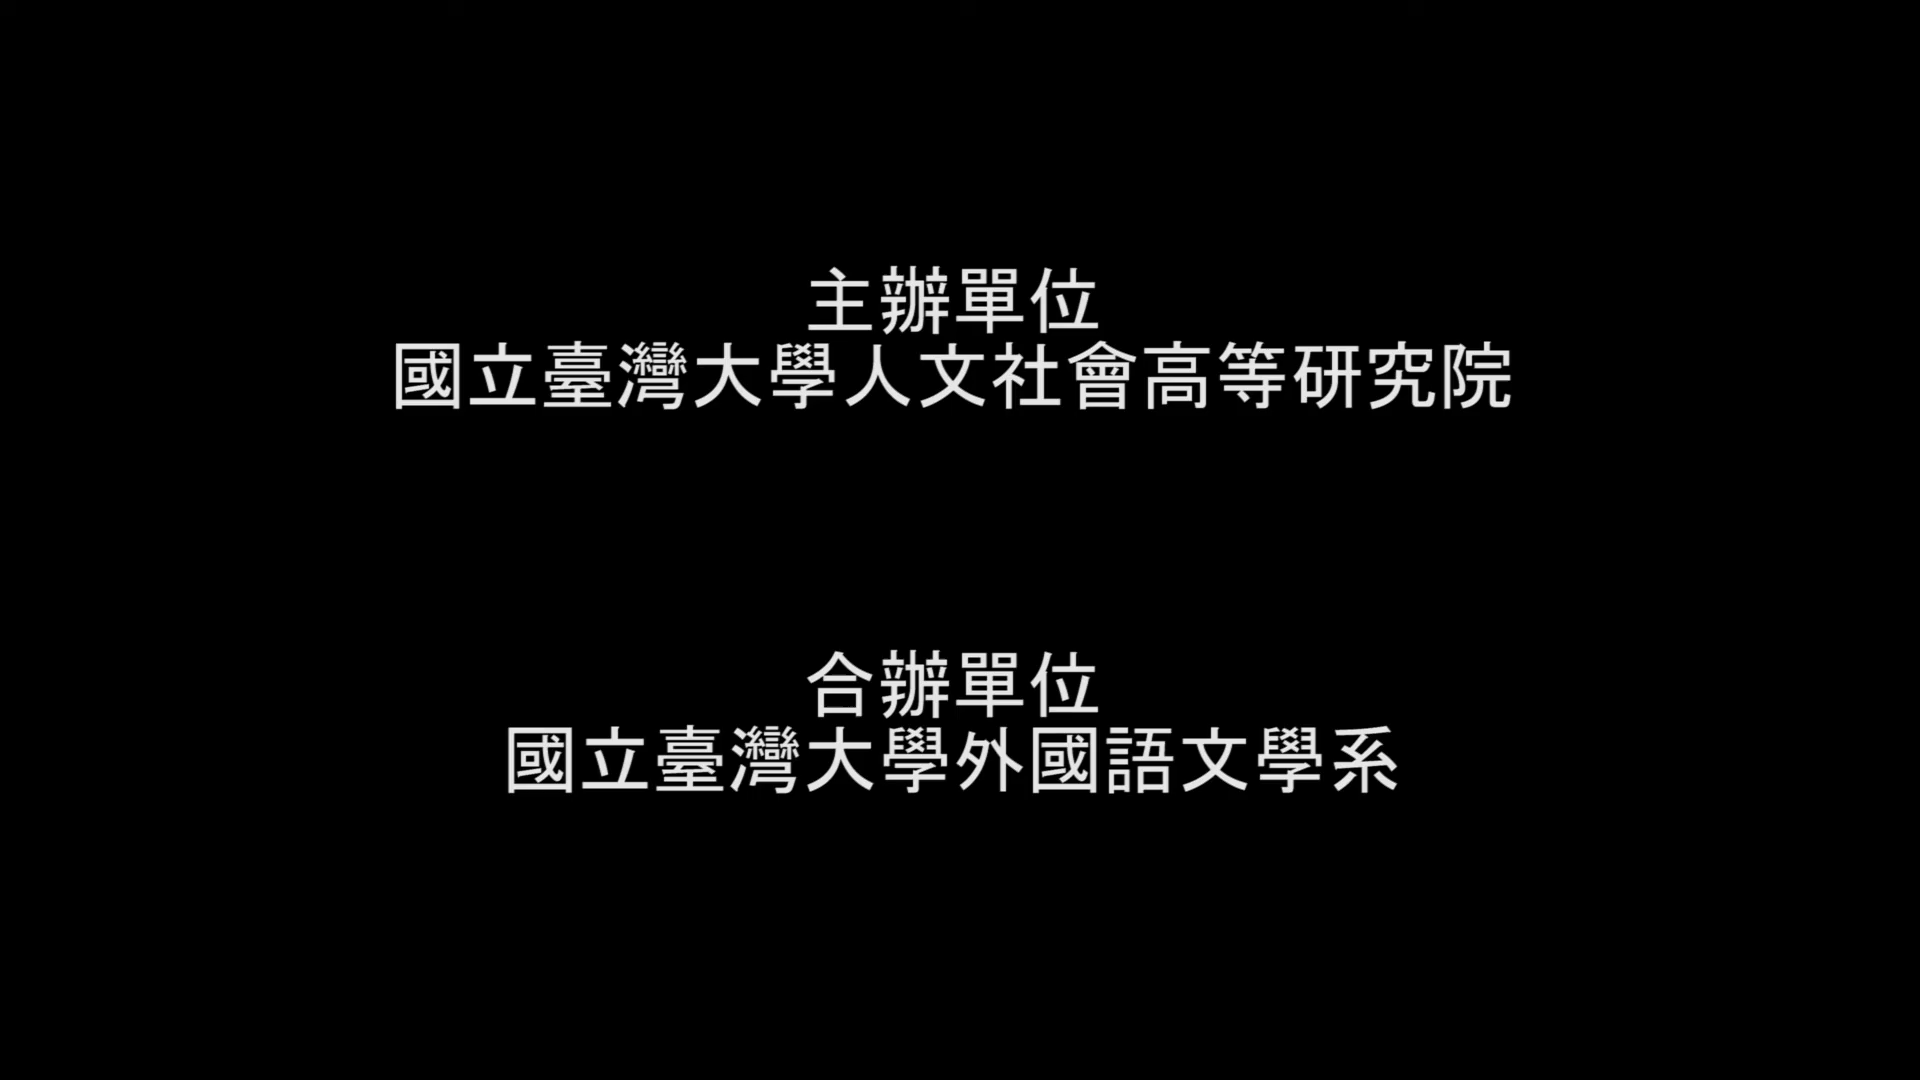 主辦單位
國立臺灣大學人文社會高等研究院
合辦單位
國立臺灣大學外國語文學系